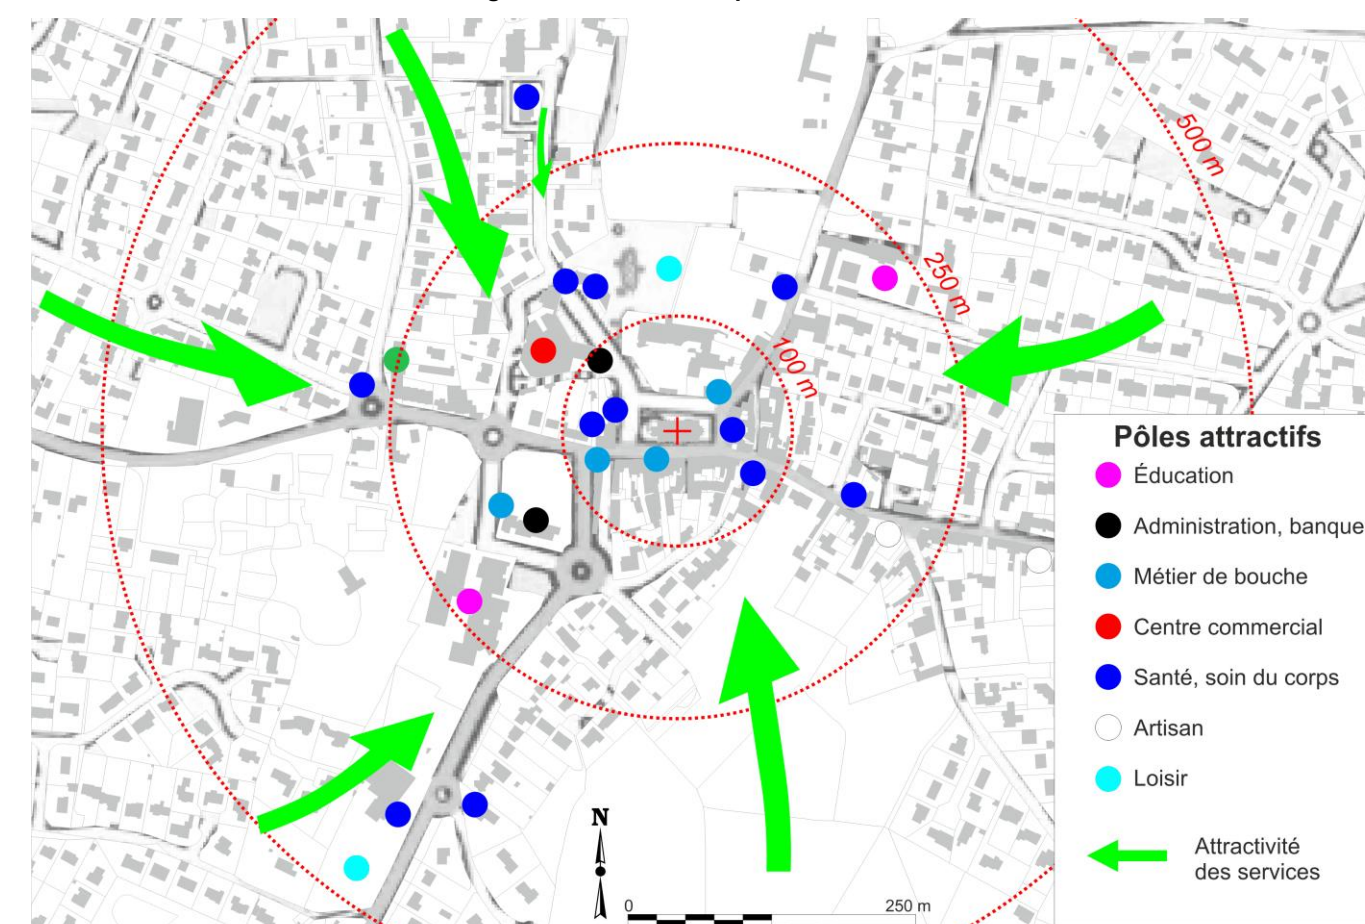 500 m
250 m
100 m
Pôles attractifs
Éducation
Administration, banque
Métier de bouche
Centre commercial
Santé, soin du corps
Artisan
Loisir
Attractivité
des services
N
0
250 m